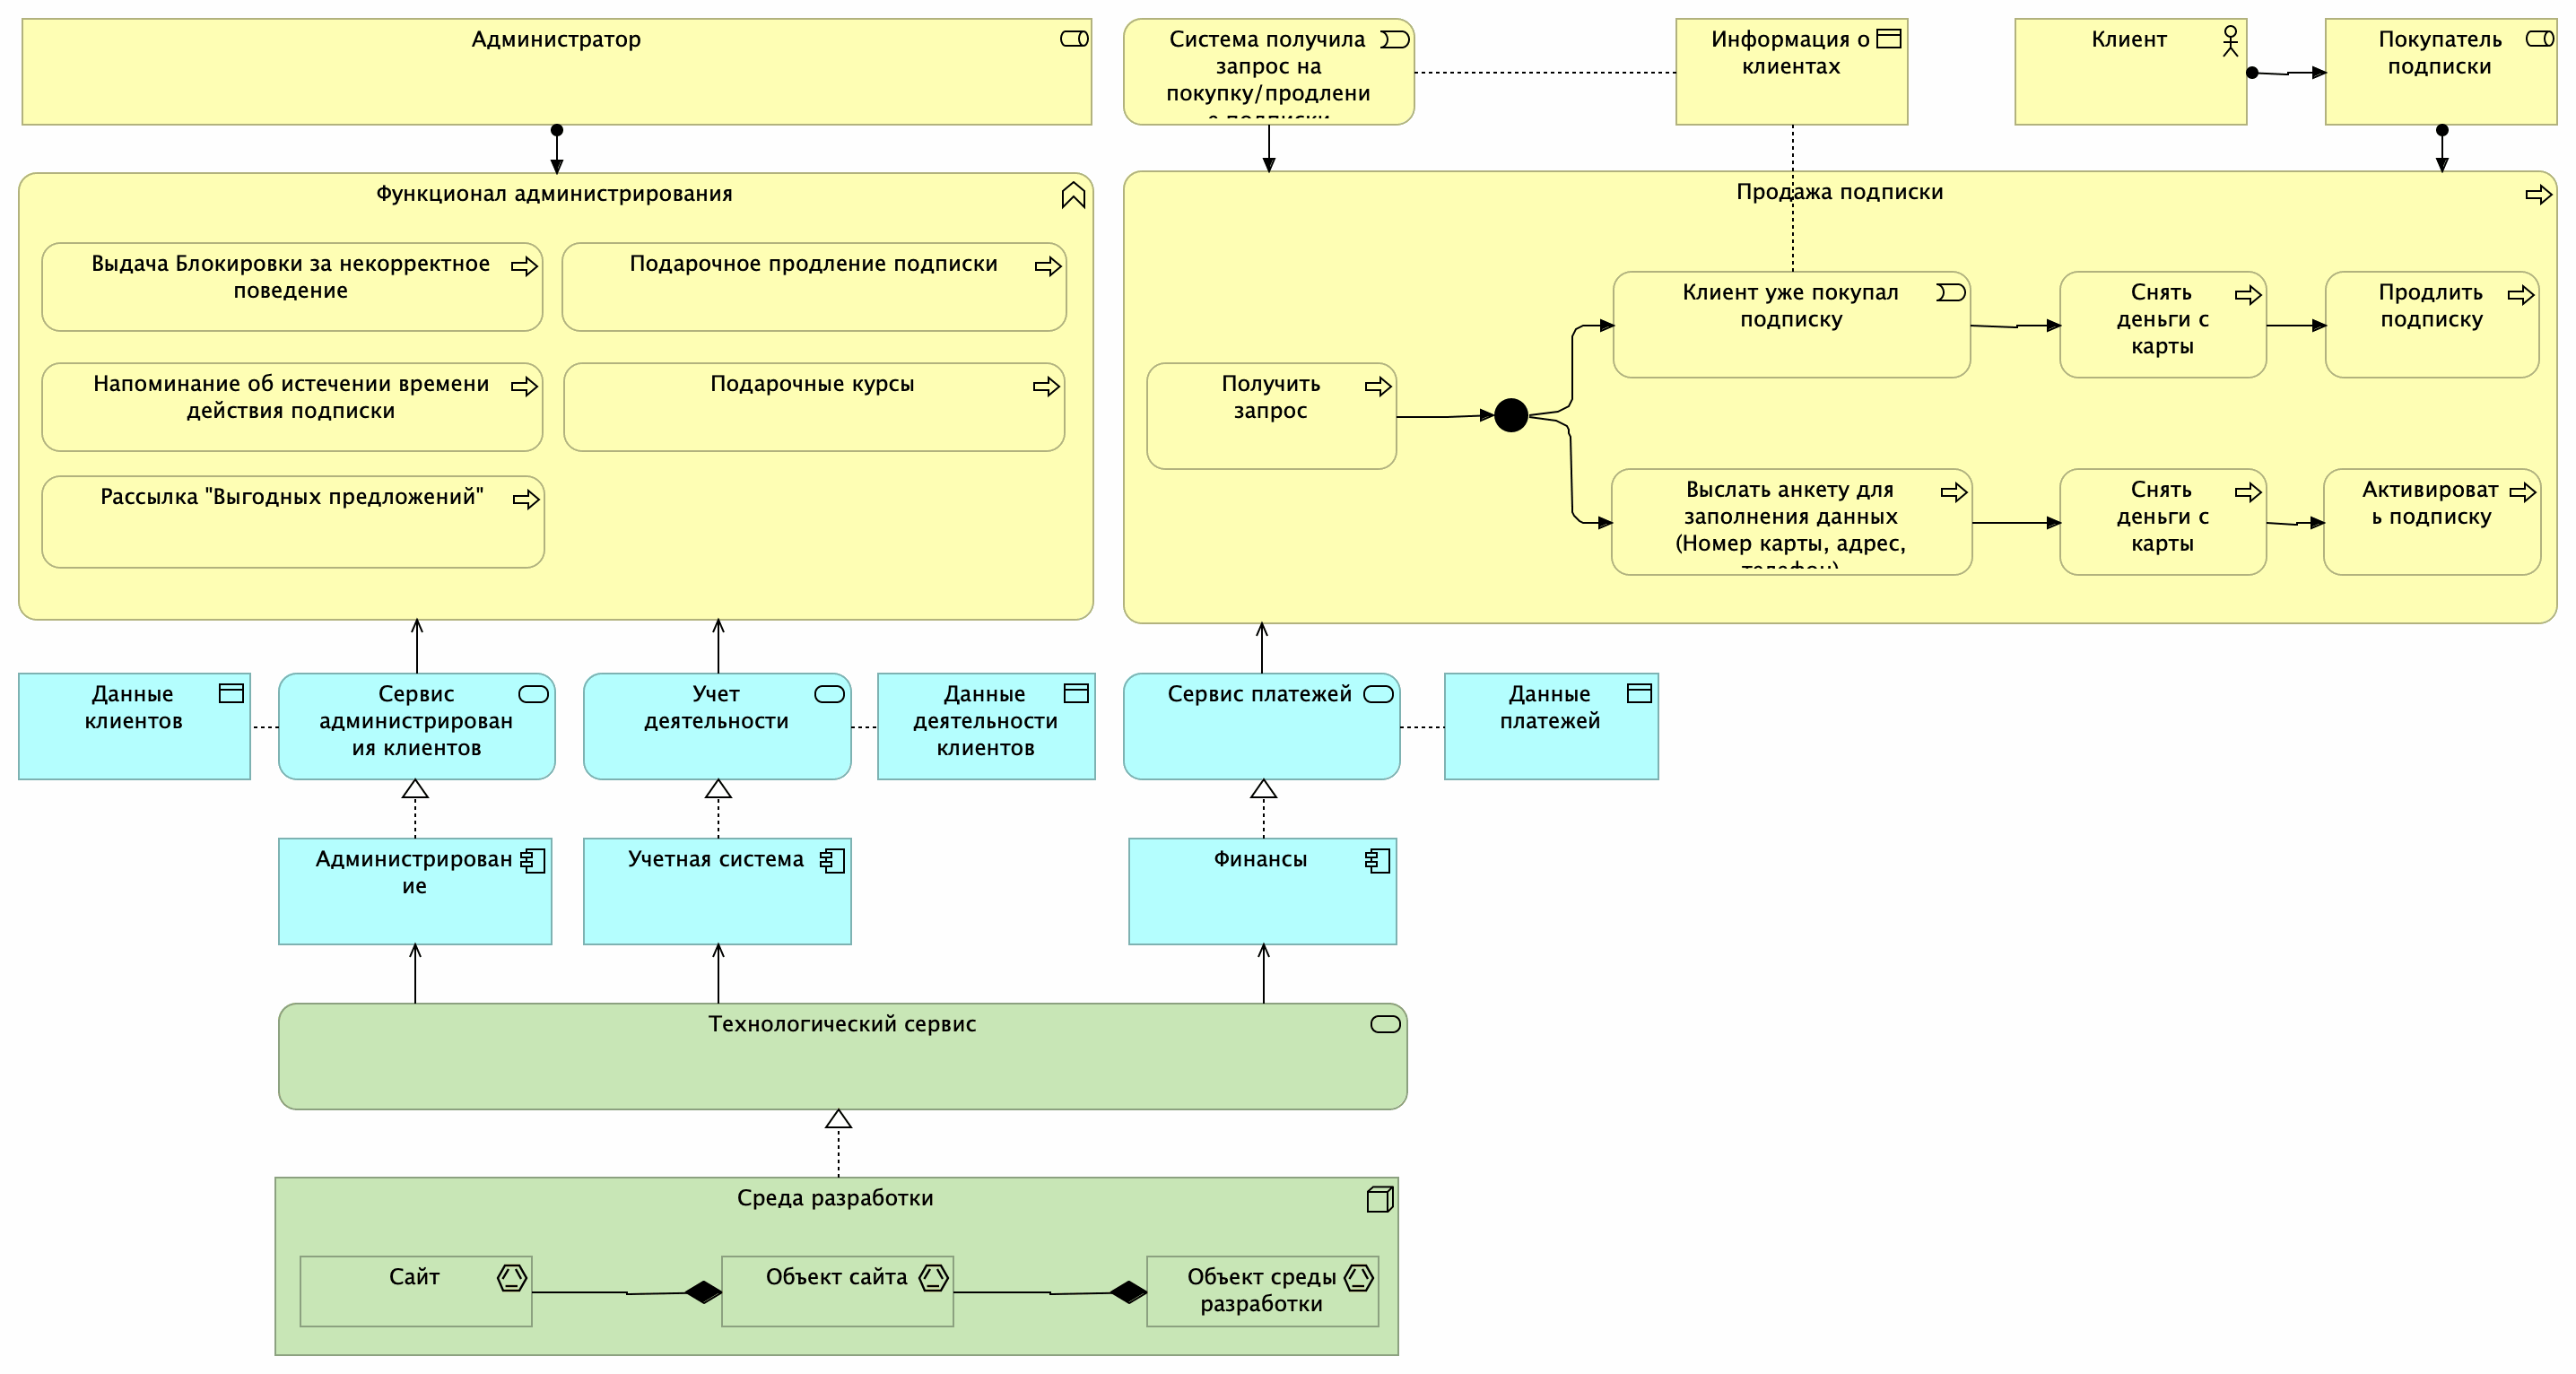 Администратор
Система получила
запрос на
покупку/продлени
е подписки
Информация о
клиентах
Клиент
Покупатель
подписки
Функционал администрирования
Выдача Блокировки за некорректное
поведение
Подарочное продление подписки
Напоминание об истечении времени
действия подписки
Подарочные курсы
Рассылка "Выгодных предложений"
Продажа подписки
Получить
запрос
Клиент уже покупал
подписку
Снять
деньги с
карты
Продлить
подписку
Выслать анкету для
заполнения данных
(Номер карты, адрес,
телефон)
Снять
деньги с
карты
Активироват
ь подписку
Данные
клиентов
Сервис
администрирован
ия клиентов
Учет
деятельности
Данные
деятельности
клиентов
Сервис платежей
Данные
платежей
Администрирован
ие
Учетная система
Финансы
Технологический сервис
Среда разработки
Сайт
Объект сайта
Объект среды
разработки